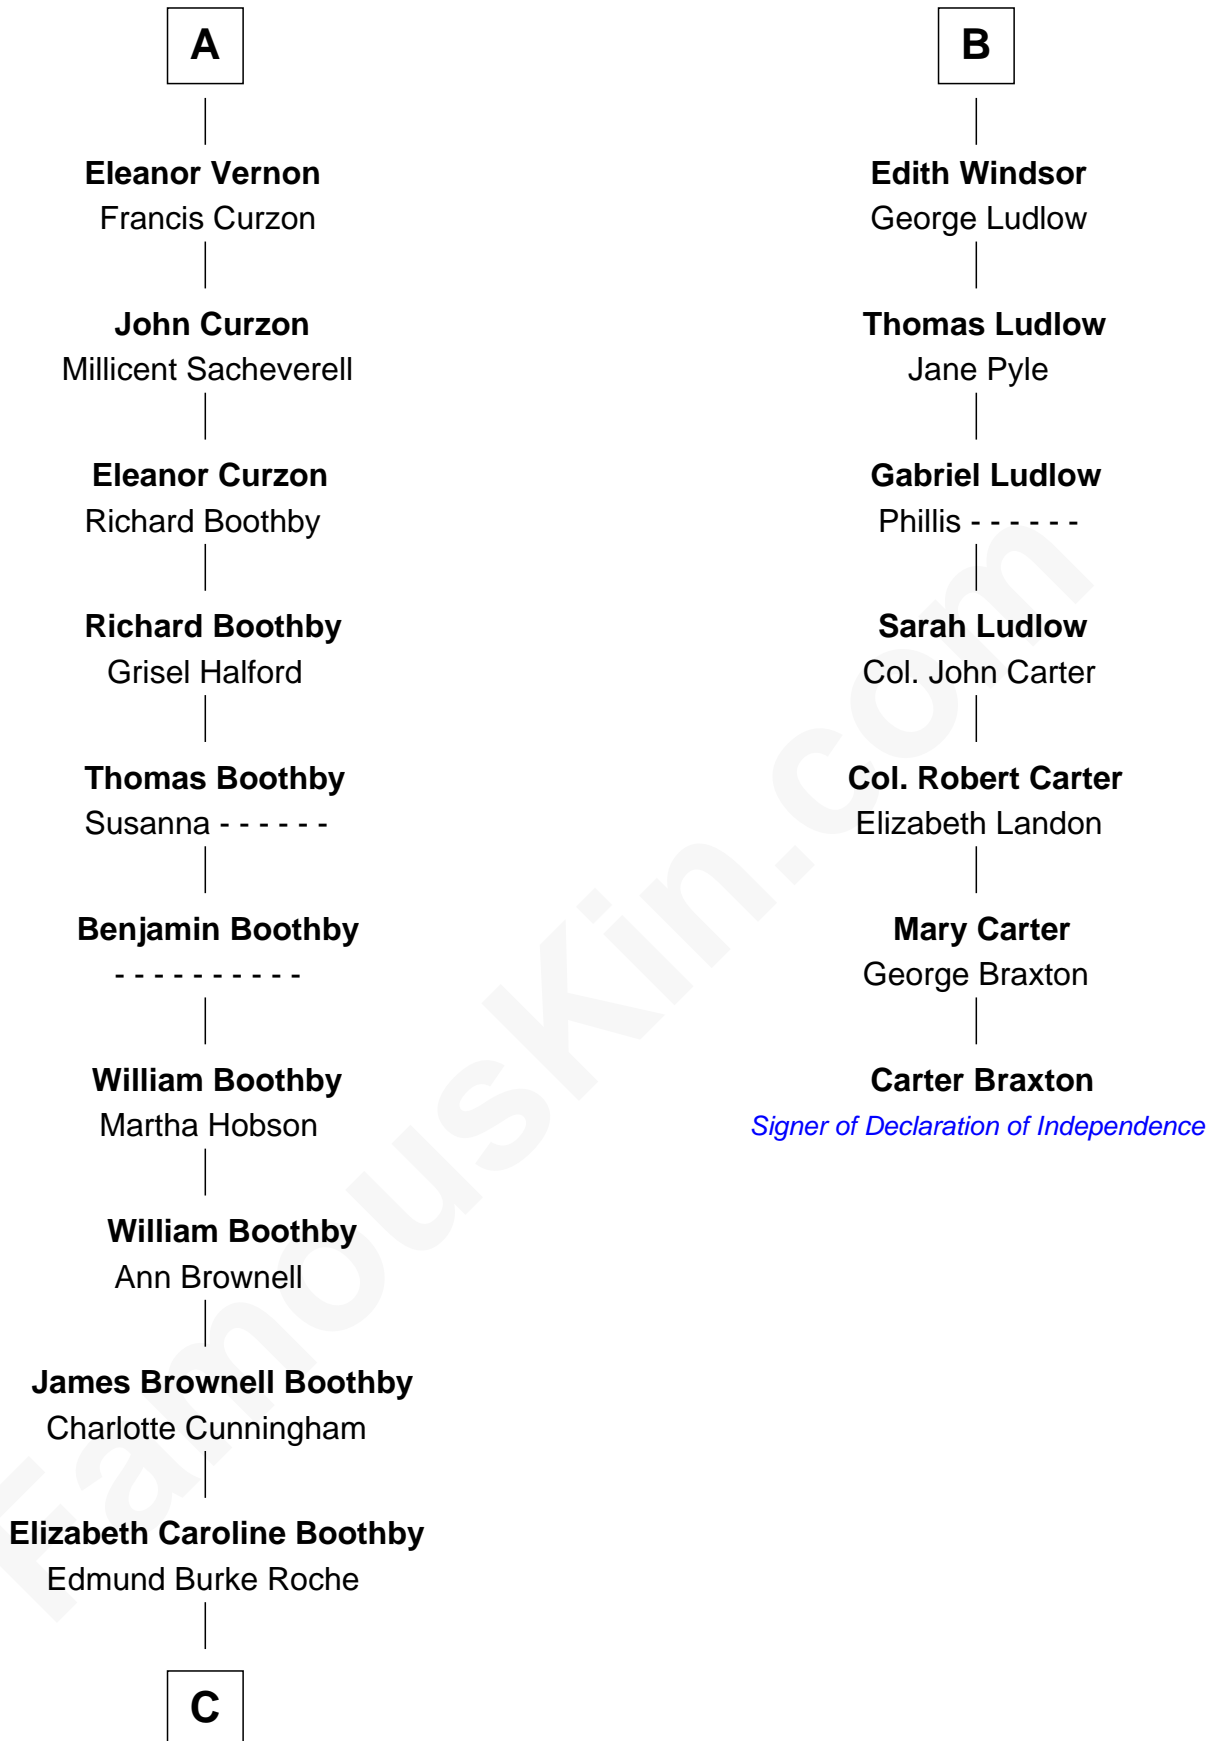 A
Eleanor Vernon
Francis Curzon
John Curzon
Millicent Sacheverell
Eleanor Curzon
Richard Boothby
Richard Boothby
Grisel Halford
Thomas Boothby
Susanna - - - - - -
Benjamin Boothby
- - - - - - - - - -
William Boothby
Martha Hobson
William Boothby
Ann Brownell
James Brownell Boothby
Charlotte Cunningham
Elizabeth Caroline Boothby
Edmund Burke Roche
C
B
Edith Windsor
George Ludlow
Thomas Ludlow
Jane Pyle
Gabriel Ludlow
Phillis - - - - - -
Sarah Ludlow
Col. John Carter
Col. Robert Carter
Elizabeth Landon
Mary Carter
George Braxton
Carter Braxton
Signer of Declaration of Independence
FamousKin.com